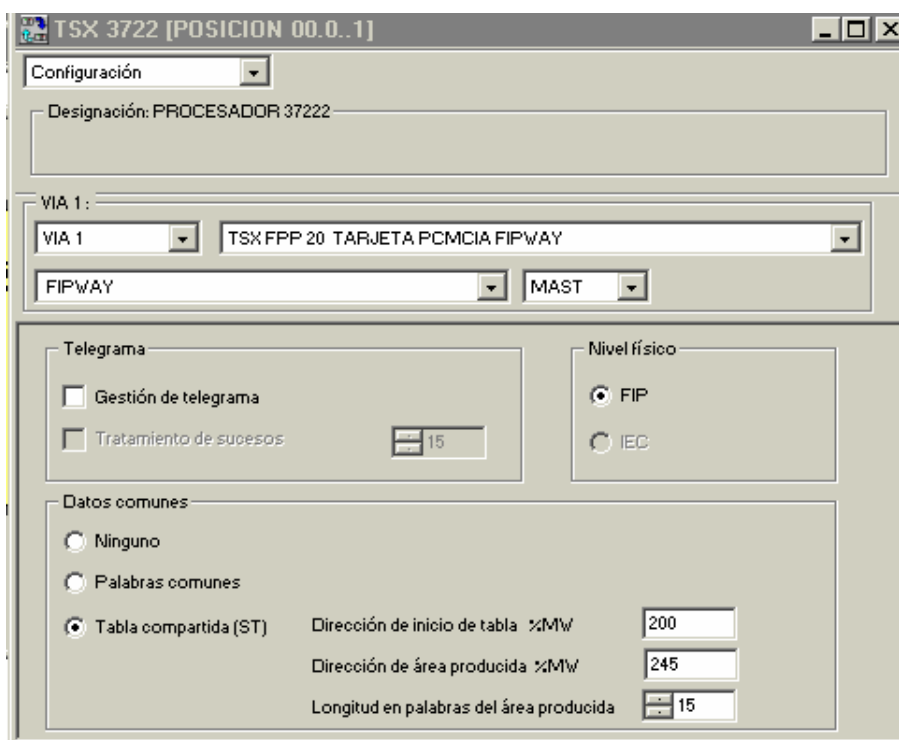 TSX 3722 [POSICION 00.0..1]
Configuración
Designación: PROCESADOR 37222
VIA 1 :
VIA 1 TSX FPP 20 TARJETA PCMCIA FIPWAY
FIPWAY MAST
Telegrama Nivel físico
Gestión de telegrama FIP
Tratamiento de sucesos 15 IEC
Datos comunes
Ninguno
Palabras comunes
Tabla compartida (ST) Dirección de inicio de tabla %MW 200
Dirección de área producida %MW 245
Longitud en palabras del área producida 15